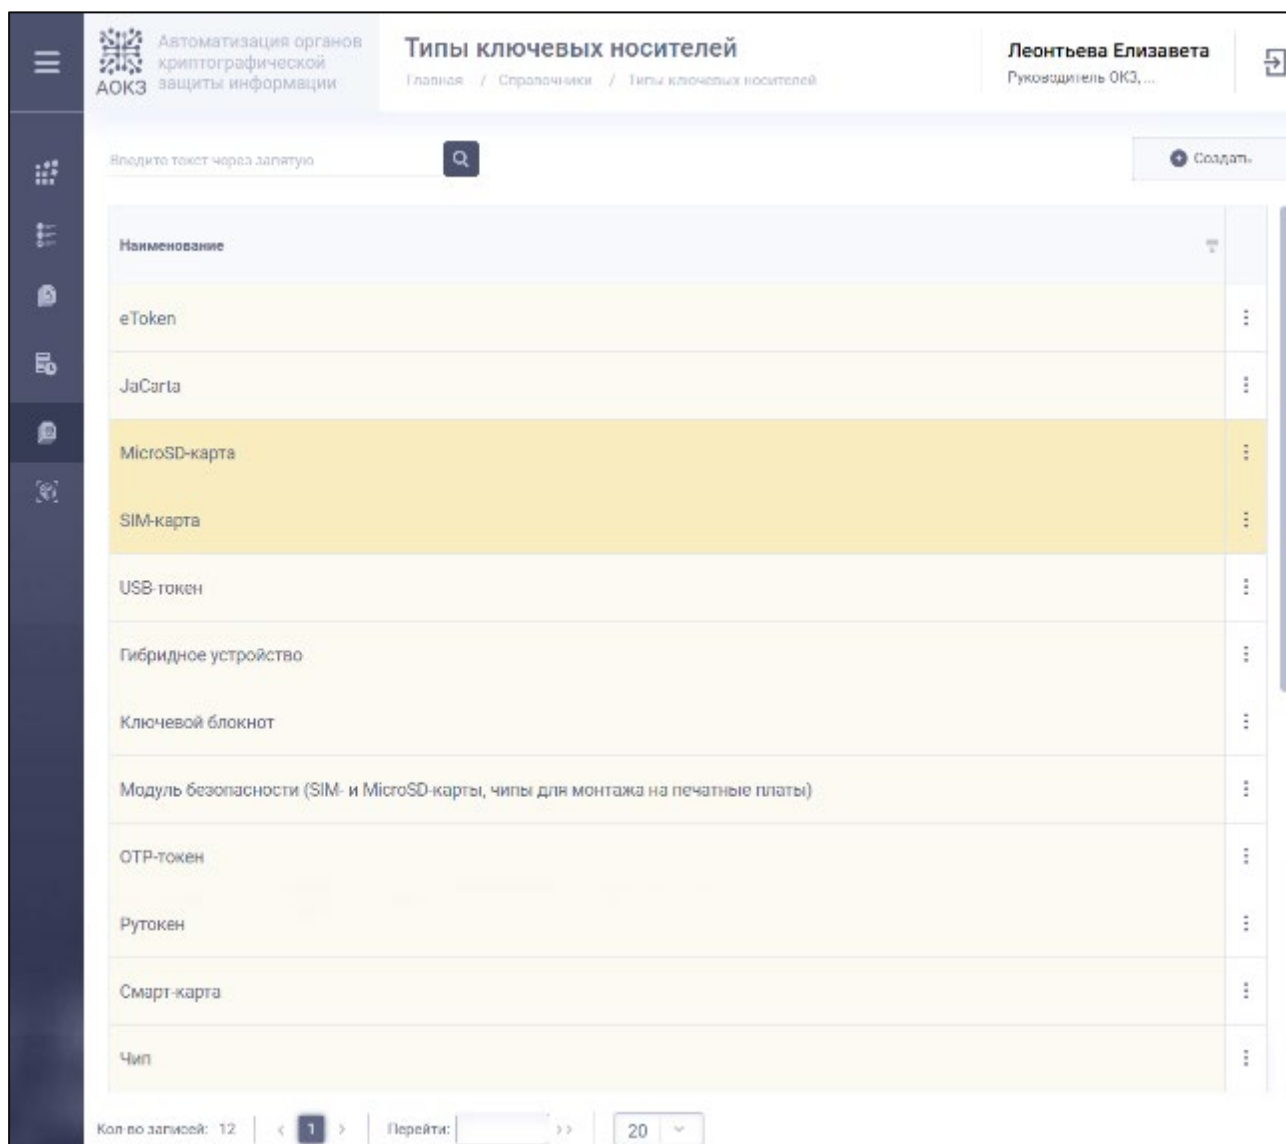 Автоматизация органов
криптографической
защиты информации
АОКЗ
Типы ключевых носителей
Главная / Справочники / Типы ключевых носителей
Леонтьева Елизавета
Руководитель ОКЗ, ...
Введите текст через запятую
Создать
Наименование
eToken
JaCarta
MicroSD-карта
SIM-карта
USB-токен
Гибридное устройство
Ключевой блокнот
Модуль безопасности (SIM- и MicroSD-карты, чипы для монтажа на печатные платы)
ОТР-токен
Рутокен
Смарт-карта
Чип
Кол-во записей: 12 < 1 > Перейти: >> 20